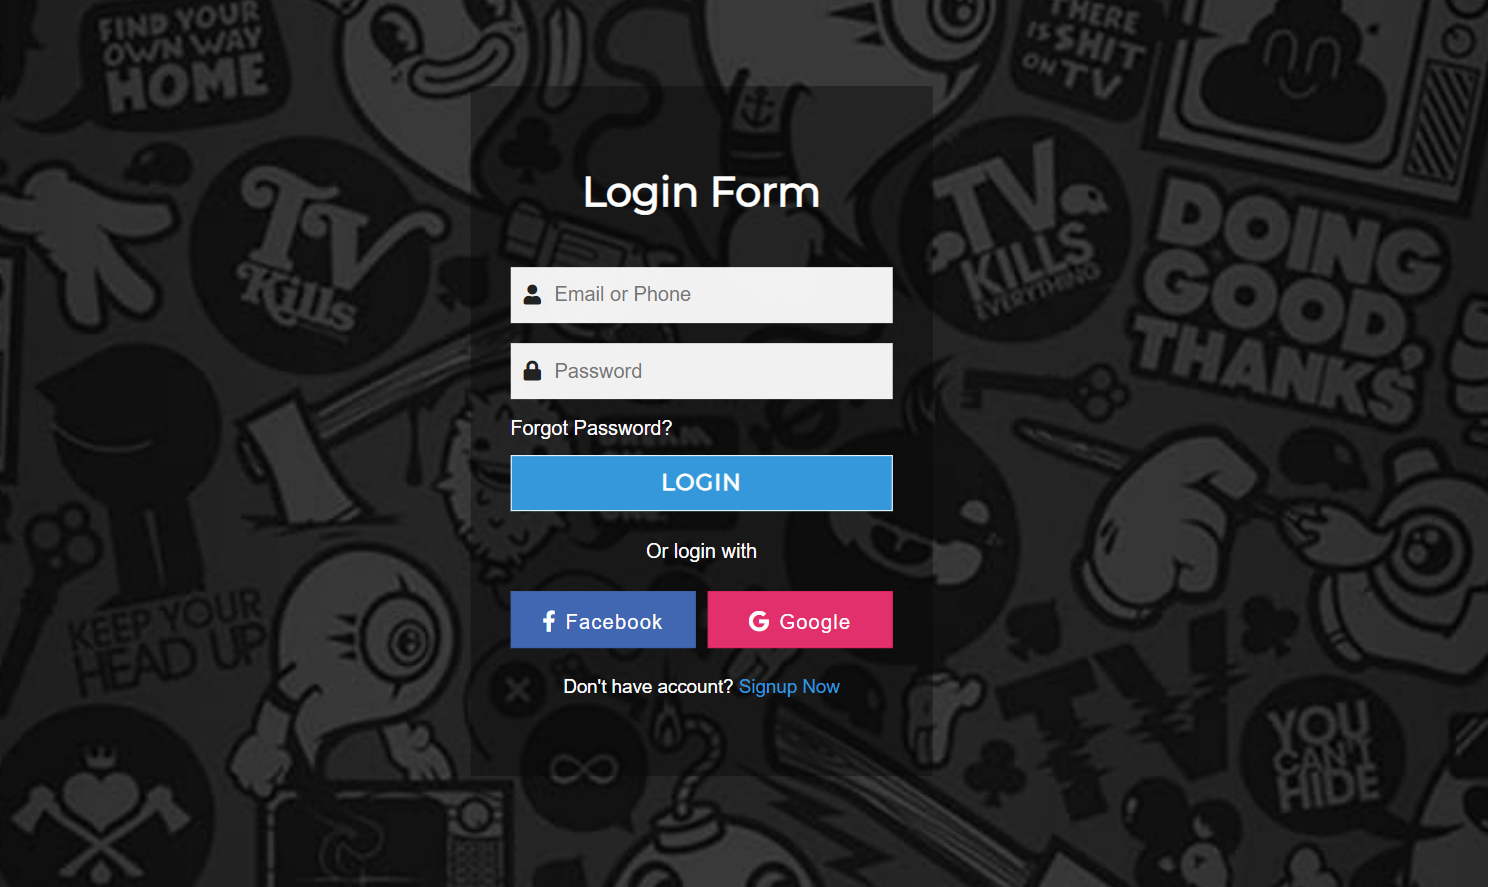 FIND YOUR
OWN WAY
HOME
THERE
IS SHIT
ON TV
TV
Kills
TV
KILLS
EVERYTHING
DOING
GOOD,
THANKS
Login Form
Email or Phone
Password
Forgot Password?
LOGIN
Or login with
Facebook
Google
Don't have account? Signup Now
KEEP YOUR
HEAD UP
YOU
CAN'T
HIDE